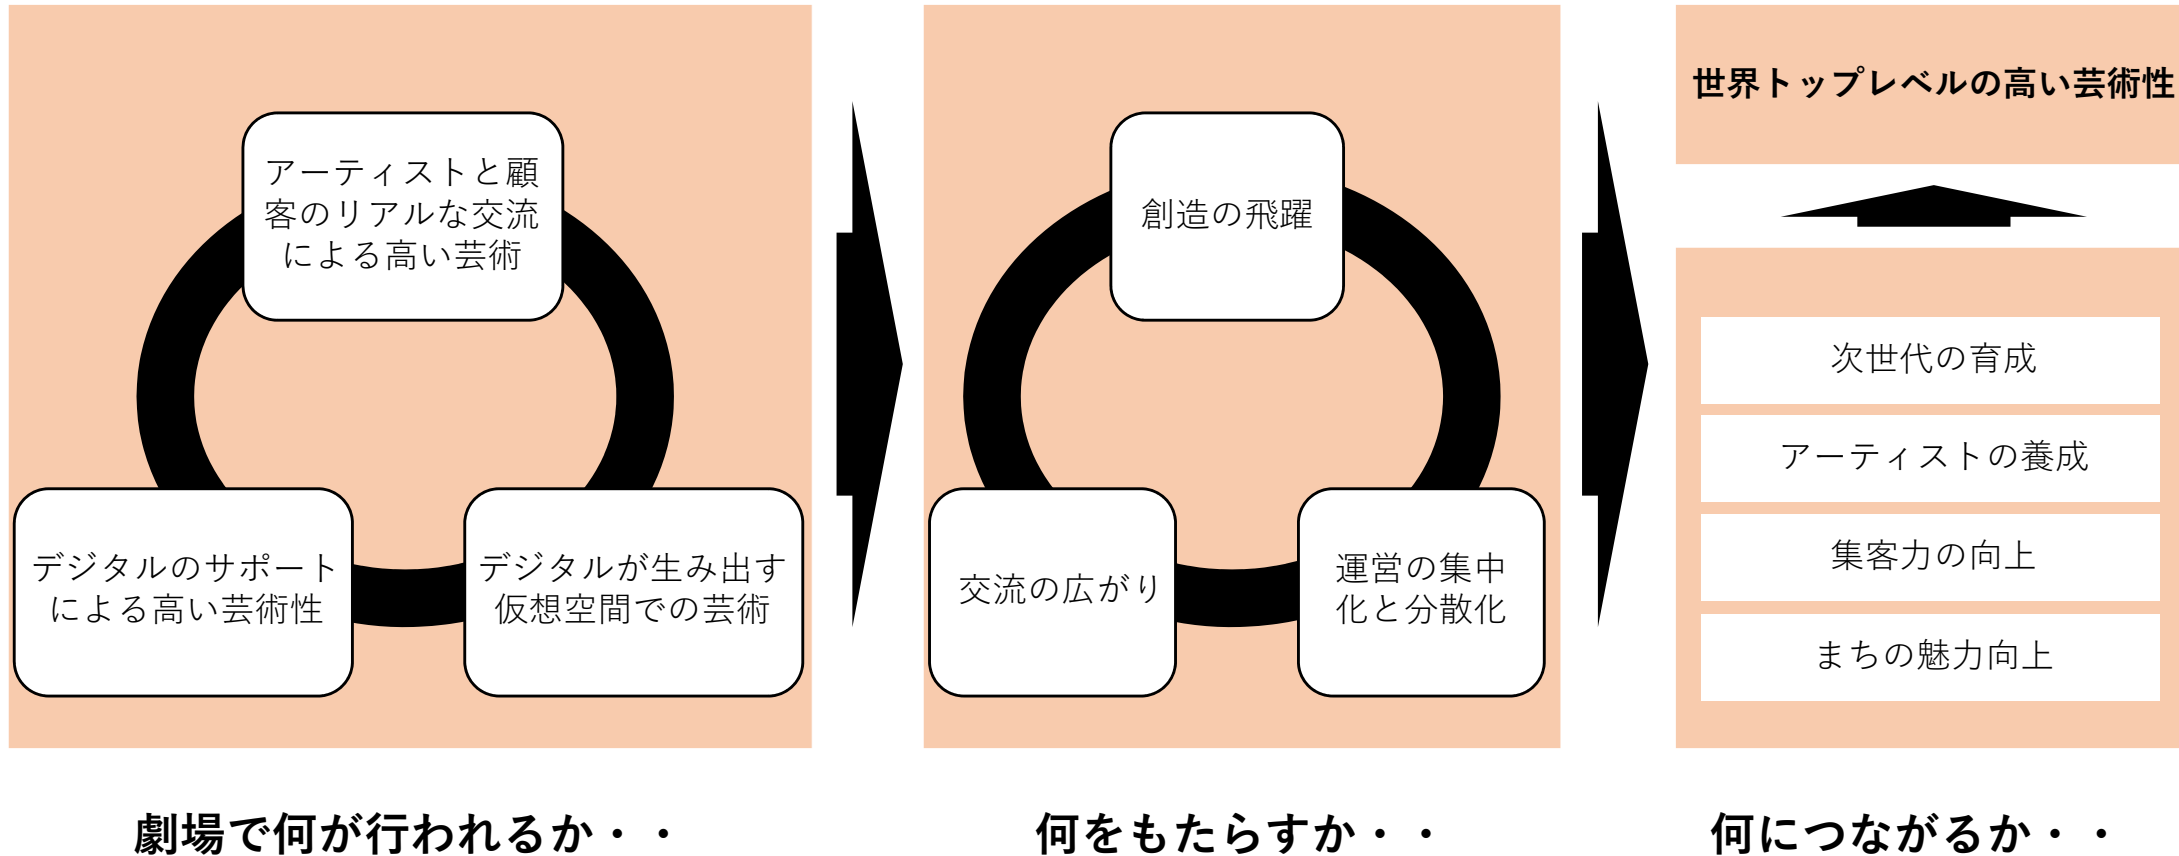 アーティストと顧
客のリアルな交流
による高い芸術
デジタルのサポート
による高い芸術性
デジタルが生み出す
仮想空間での芸術
劇場で何が行われるか・・
創造の飛躍
交流の広がり
運営の集中
化と分散化
何をもたらすか・・
世界トップレベルの高い芸術性
次世代の育成
アーティストの養成
集客力の向上
まちの魅力向上
何につながるか・・